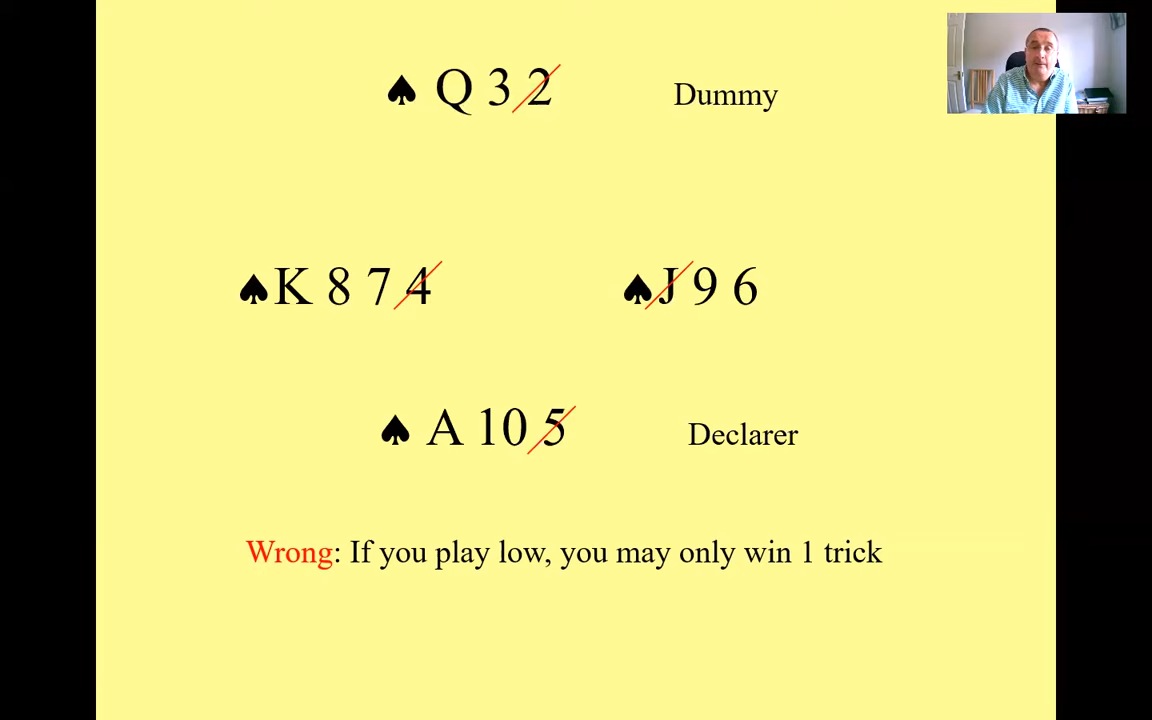 ♠ Q 3 2 Dummy
♠ K 8 7 4 ♠ J 9 6
♠ A 10 5 Declarer
Wrong: If you play low, you may only win 1 trick